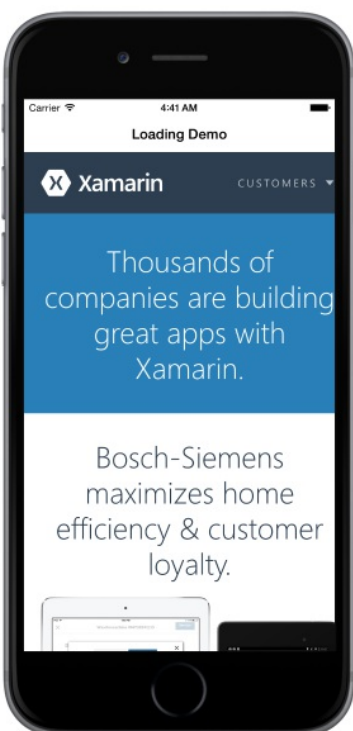 Carrier
4:41 AM
Loading Demo
Xamarin
CUSTOMERS
Thousands of
companies are building
great apps with
Xamarin.
Bosch-Siemens
maximizes home
efficiency & customer
loyalty.